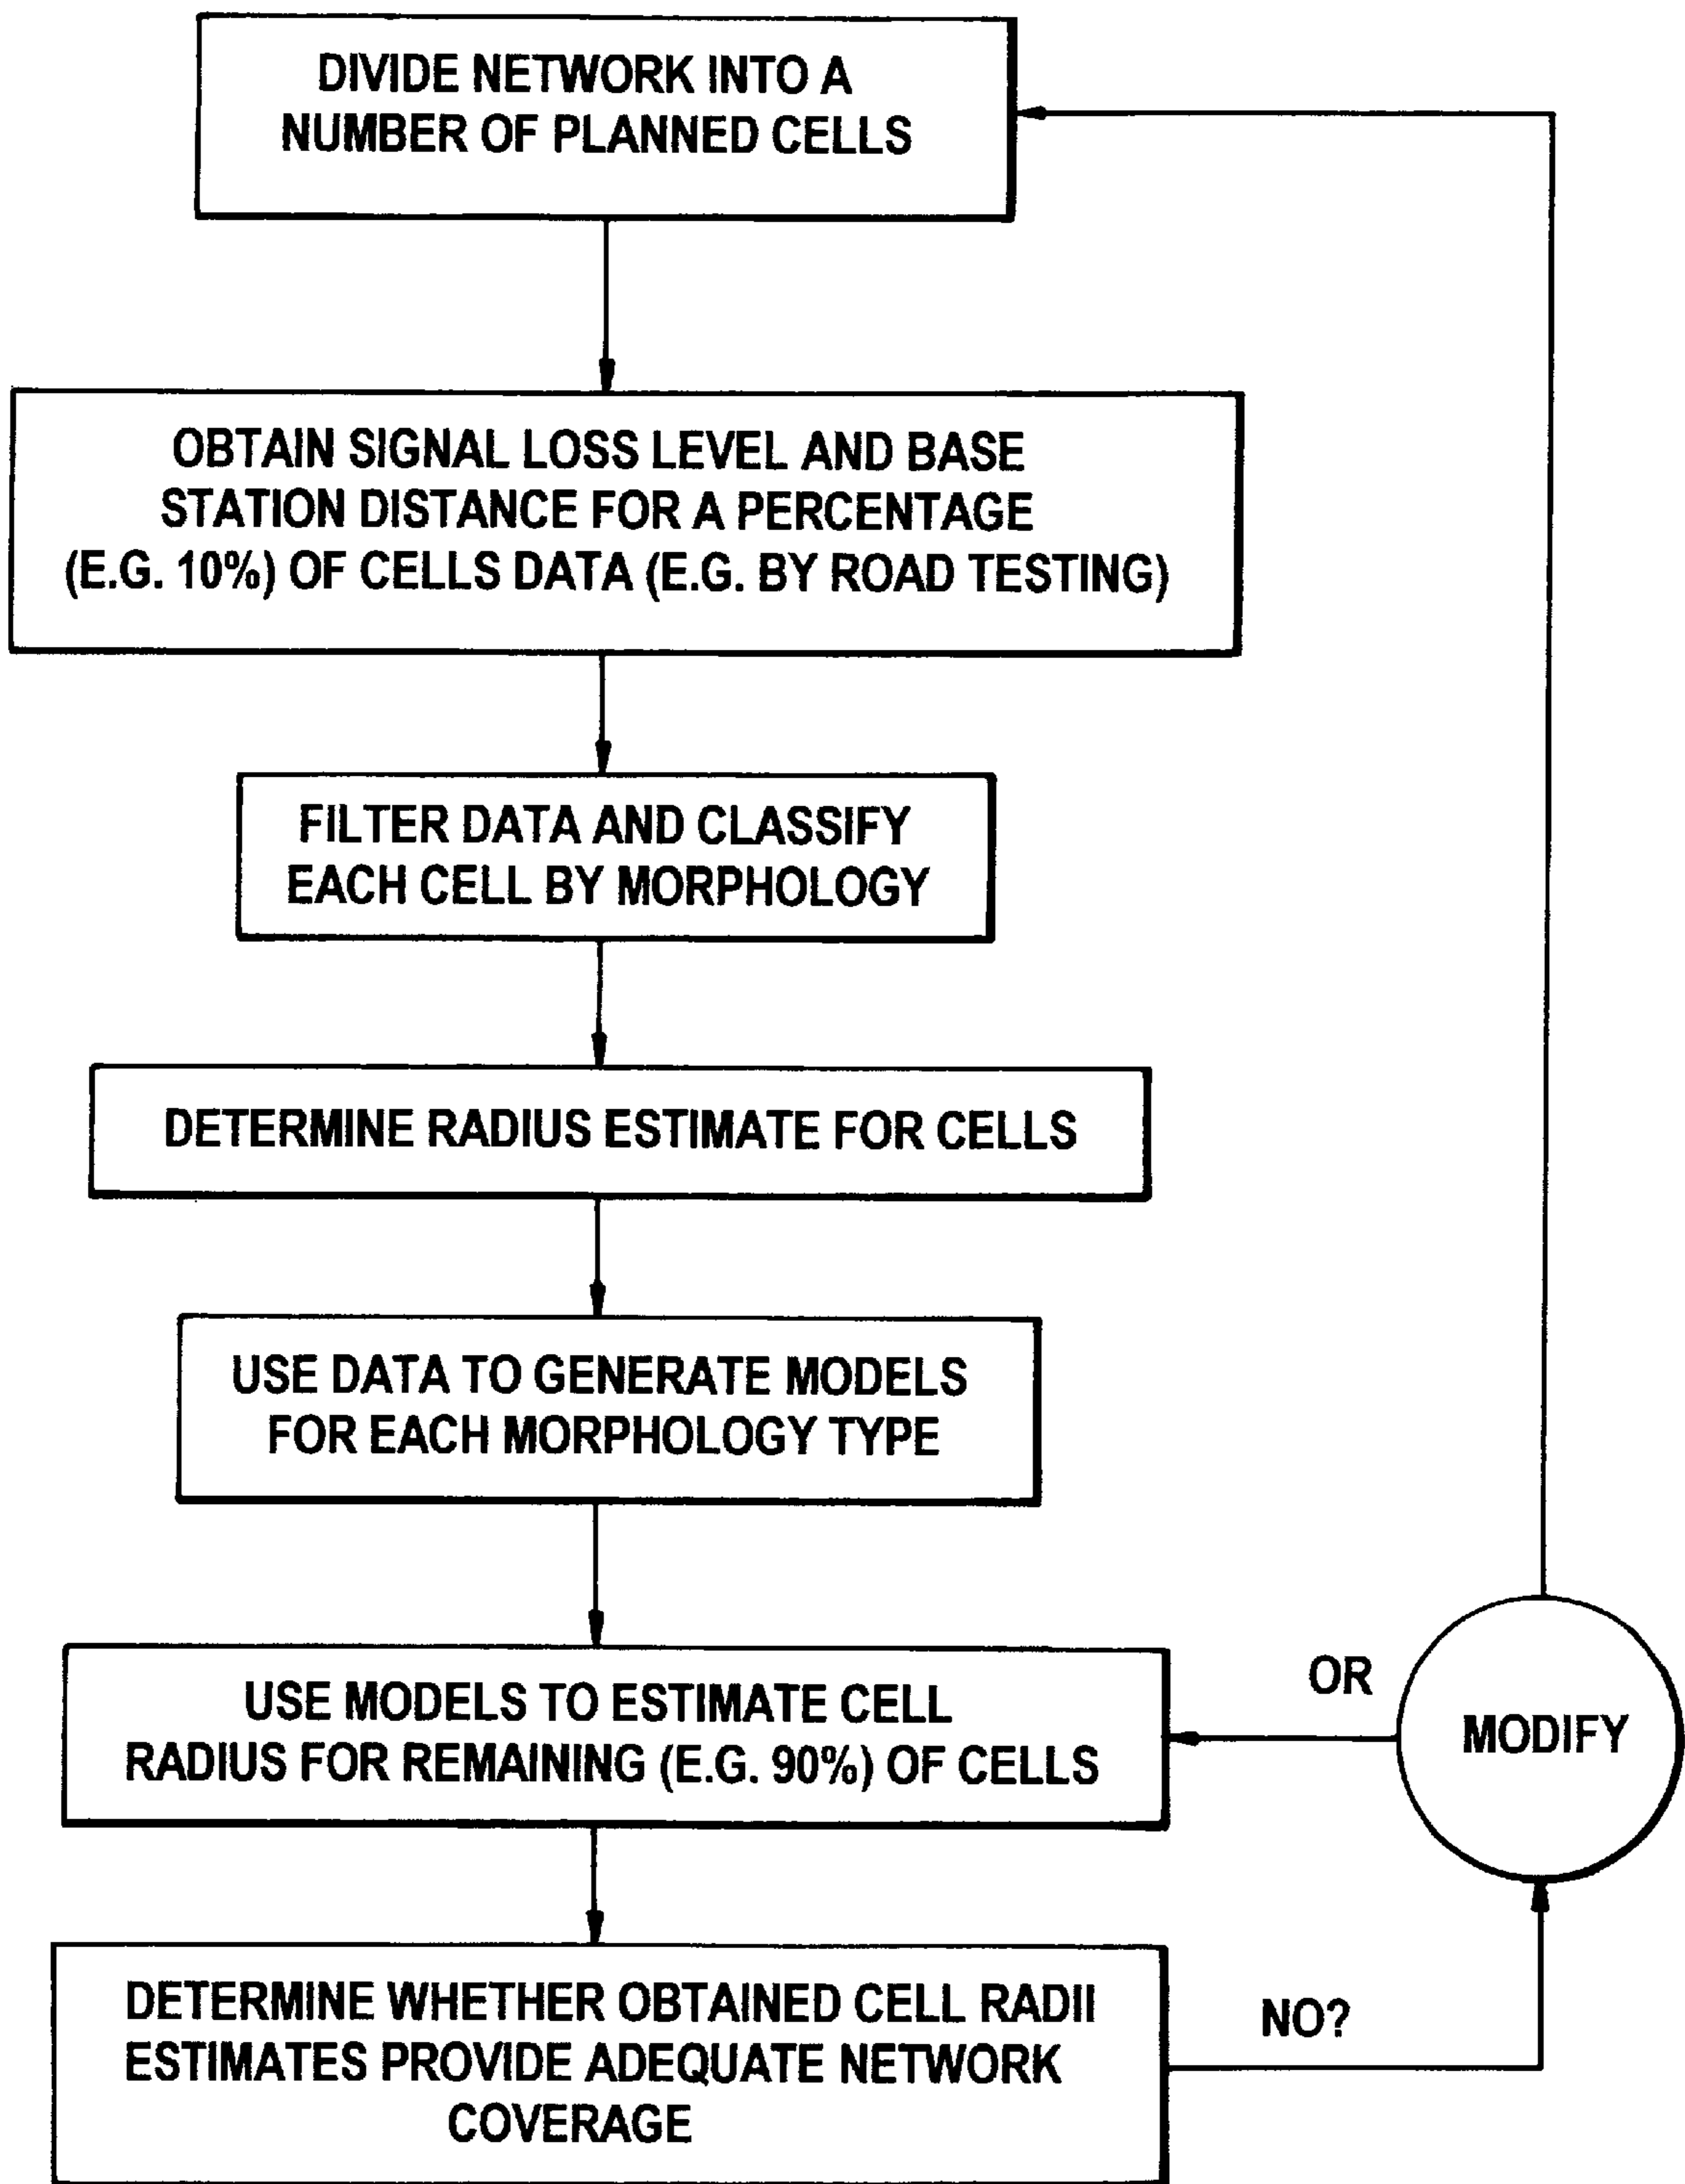 DIVIDE NETWORK INTO A
NUMBER OF PLANNED CELLS
OBTAIN SIGNAL LOSS LEVEL AND BASE
STATION DISTANCE FOR A PERCENTAGE
(E.G. 10%) OF CELLS DATA (E.G. BY ROAD TESTING)
FILTER DATA AND CLASSIFY
EACH CELL BY MORPHOLOGY
DETERMINE RADIUS ESTIMATE FOR CELLS
USE DATA TO GENERATE MODELS
FOR EACH MORPHOLOGY TYPE
USE MODELS TO ESTIMATE CELL
RADIUS FOR REMAINING (E.G. 90%) OF CELLS
OR
MODIFY
DETERMINE WHETHER OBTAINED CELL RADII
ESTIMATES PROVIDE ADEQUATE NETWORK
COVERAGE
NO?